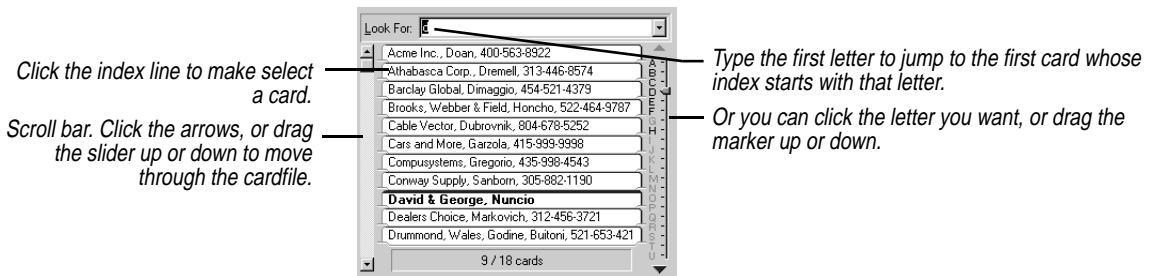 Look For: d
Acme Inc., Doan, 400-563-8922
Athabasca Corp., Dremell, 313-446-8574
Barclay Global, Dimaggio, 454-521-4379
Brooks, Webber & Field, Honcho, 522-464-9787
Cable Vector, Dubrovnik, 804-678-5252
Cars and More, Garzola, 415-999-9998
Compusystems, Gregorio, 435-998-4543
Conway Supply, Sanborn, 305-882-1190
David & George, Nuncio
Dealers Choice, Markovich, 312-456-3721
Drummond, Wales, Godine, Buitoni, 521-653-421
9 / 18 cards
A
B
C
D
E
F
G
H
I
J
K
L
M
N
O
P
Q
R
S
T
U
Click the index line to make select
a card.
Scroll bar. Click the arrows, or drag
the slider up or down to move
through the cardfile.
Type the first letter to jump to the first card whose
index starts with that letter.
Or you can click the letter you want, or drag the
marker up or down.